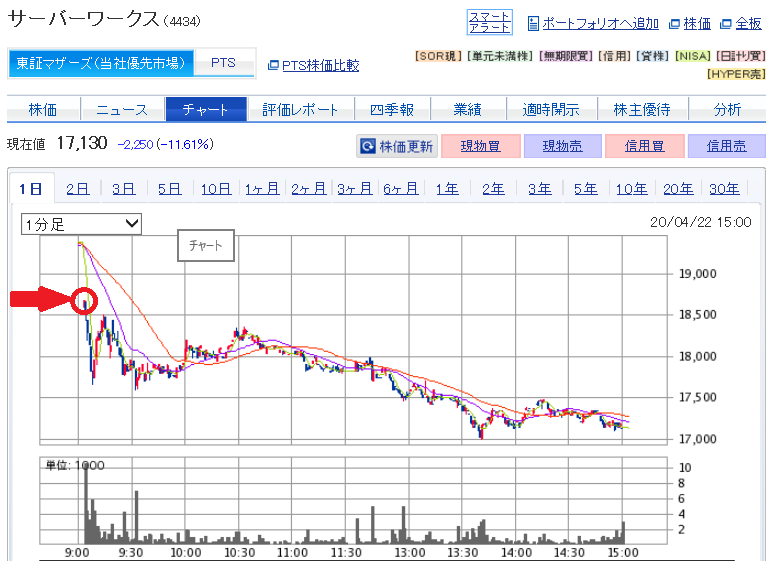 サーバーワークス (4434)
スマート
アラート
ポートフォリオへ追加 株価 全板
東証マザーズ(当社優先市場) PTS PTS株価比較
[SOR現] [単元未満株] [無期限寛] [信用] [貸株] [NISA] [日計り寛]
[HYPER売]
株価 ニュース チャート 評価レポート 四季報 業績 適時開示 株主優待 分析
現在値 17,130 -2,250 (-11.61%) 株価更新 現物買 現物売 信用買 信用売
1日 2日 3日 5日 10日 1ヶ月 2ヶ月 3ヶ月 6ヶ月 1年 2年 3年 5年 10年 20年 30年
1分足 20/04/22 15:00
チャート
19,000
18,500
18,000
17,500
17,000
単位: 1000
10
8
6
4
2
9:00 9:30 10:00 10:30 11:00 11:30 13:00 13:30 14:00 14:30 15:00